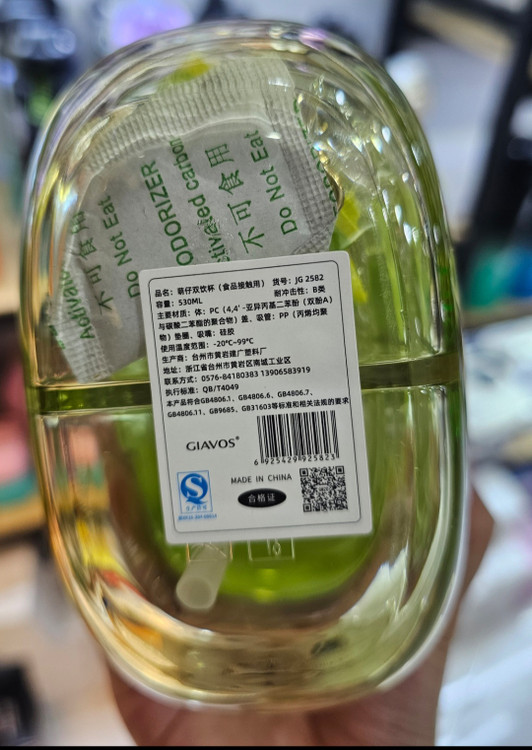 Do Not Eat
不可食用
ODORIZER
Do Not Eat
不可食用
Do Not Eat
品名：萌仔双饮杯（食品接触用） 货号：JG 2582
容量：530ML 耐冲击性：B类
主要材质：体：PC（4,4'-亚异丙基二苯酚（双酚A）
与碳酸二苯酯的聚合物）盖、吸管：PP（丙烯均聚
物）垫圈、吸嘴：硅胶
使用温度范围：-20℃~99℃
生产商：台州市黄岩建广塑料厂
地址：浙江省台州市黄岩区南城工业区
联系方式：0576-84180383 13906583919
执行标准：QB/T4049
本产品符合GB4806.1、GB4806.6、GB4806.7、
GB4806.11、GB9685、GB31603等标准和相关法规的要求
GIAVOS®
6 925429 925823
MADE IN CHINA
合格证